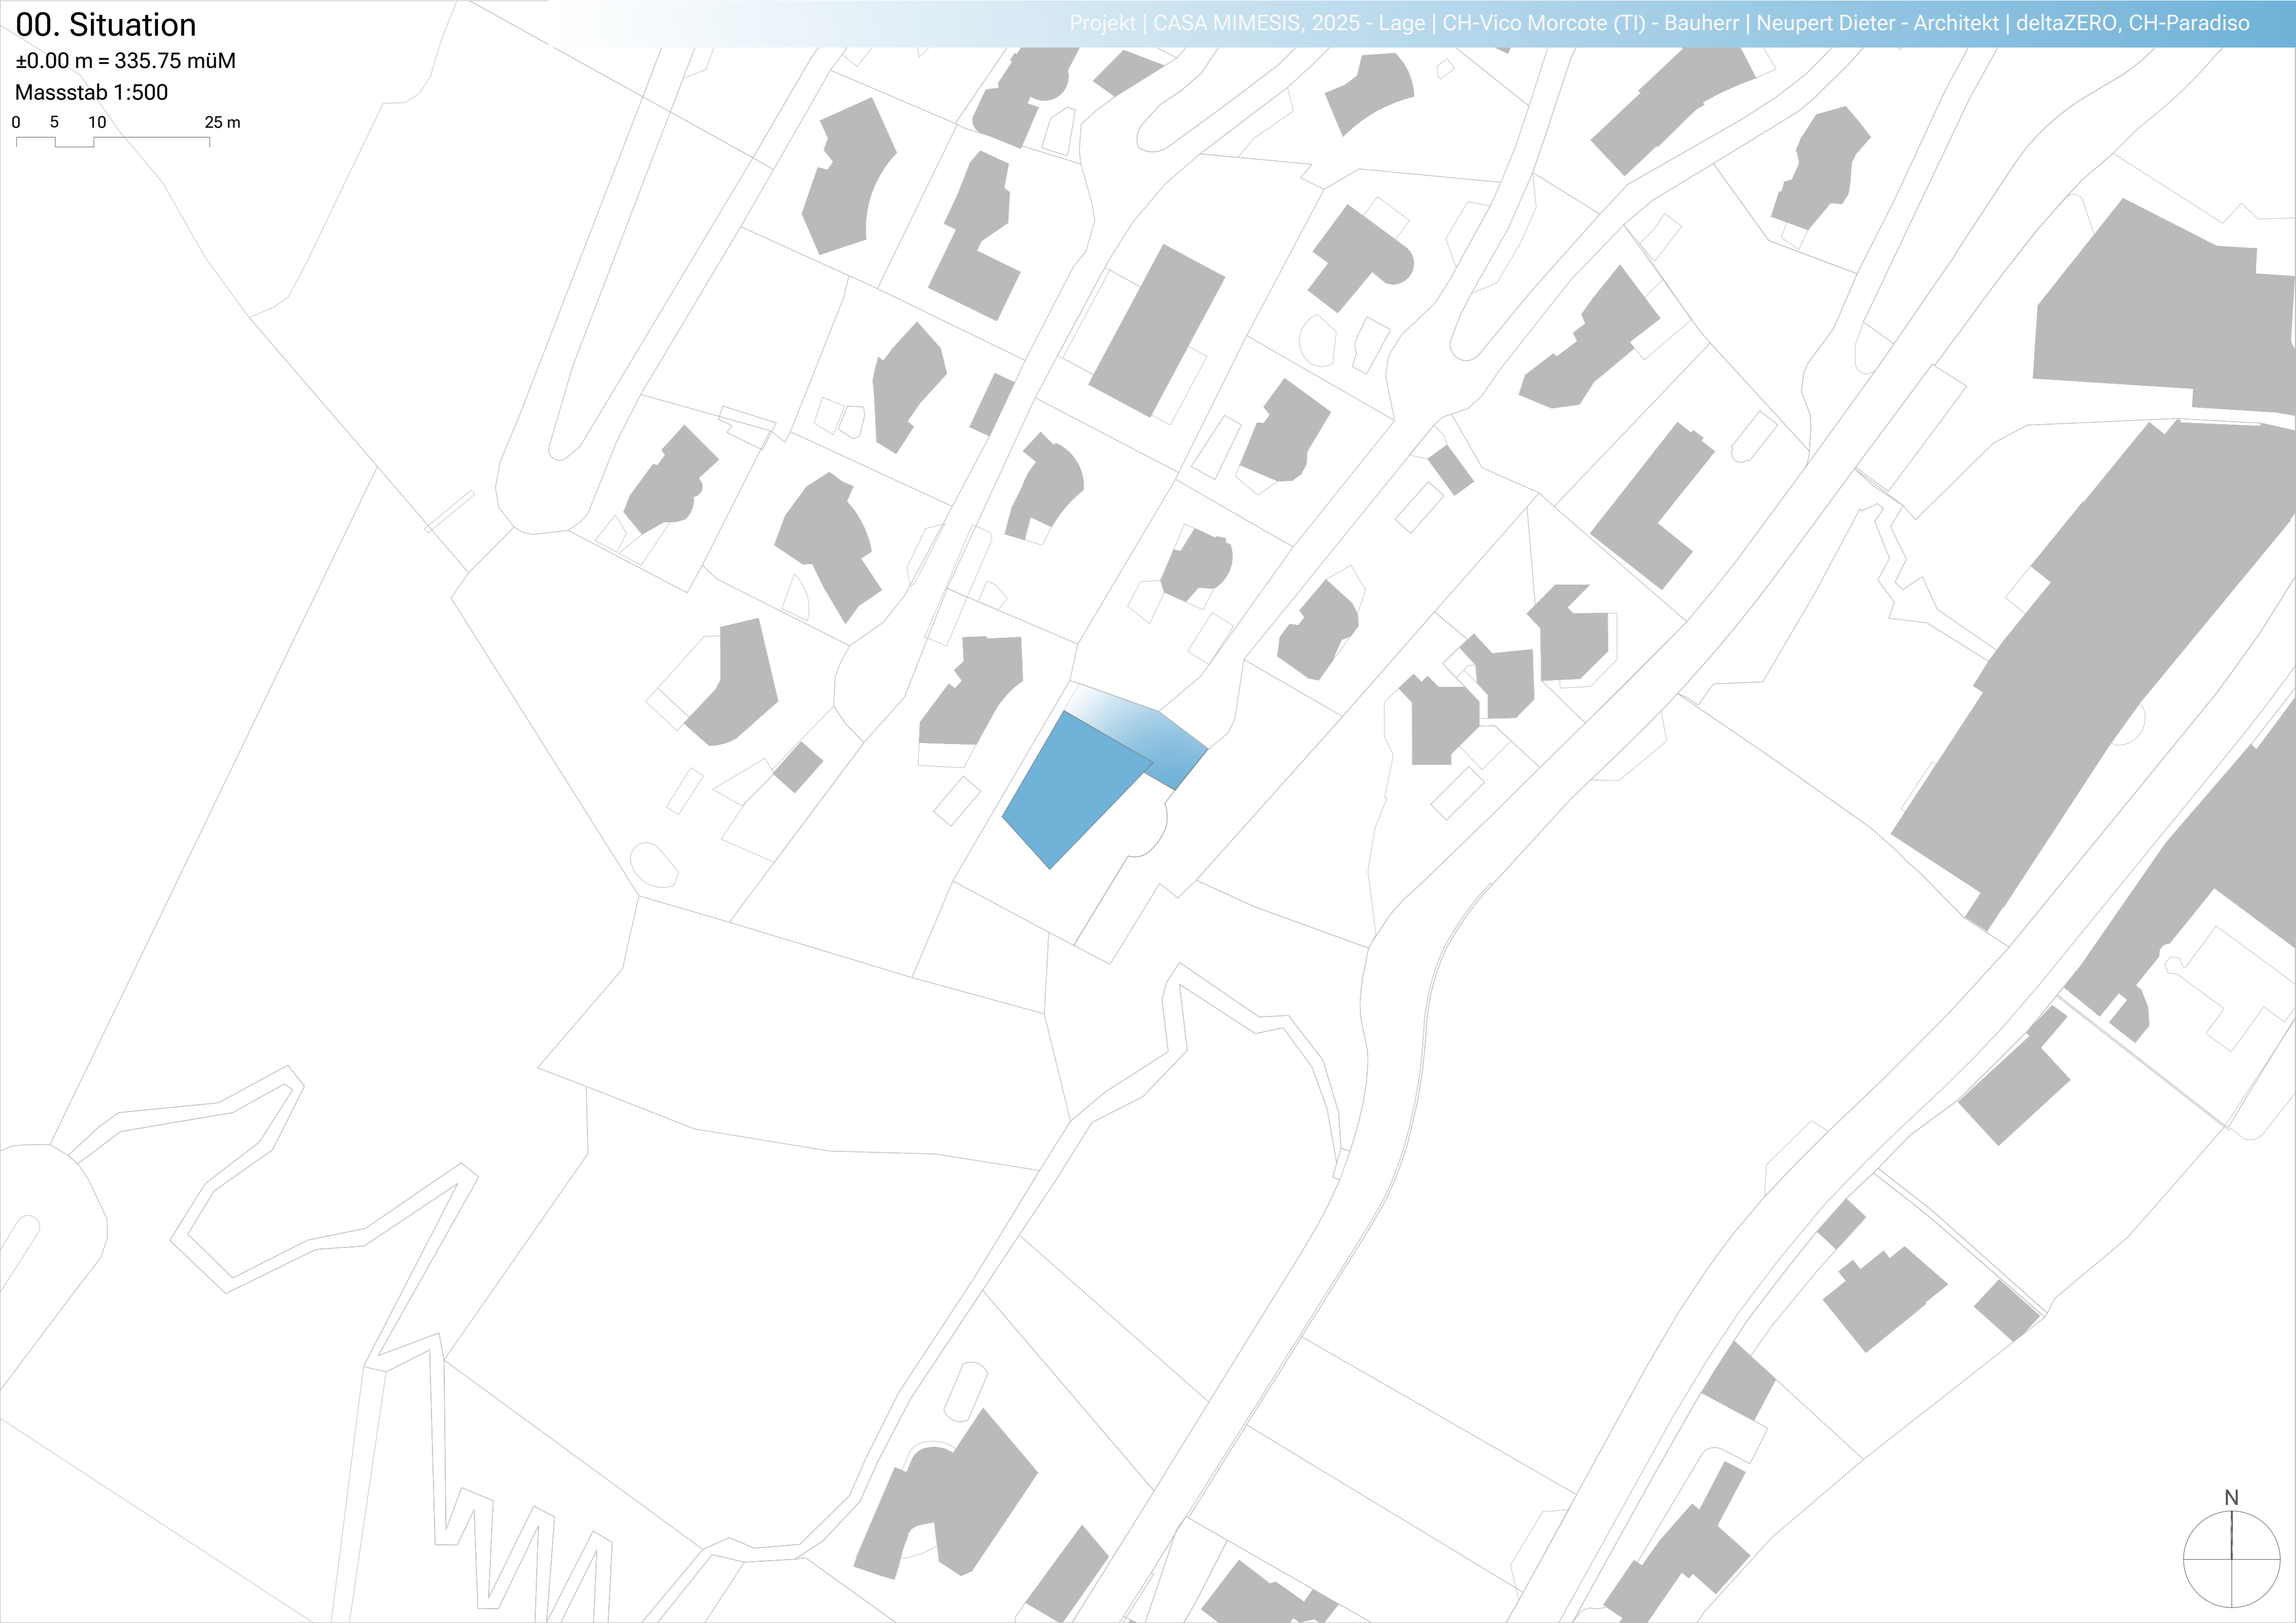 00. Situation
Projekt | CASA MIMESIS, 2025 - Lage | CH-Vico Morcote (TI) - Bauherr | Neupert Dieter - Architekt | deltaZERO, CH-Paradiso
±0.00 m = 335.75 müM
Massstab 1:500
0 5 10 25 m
N